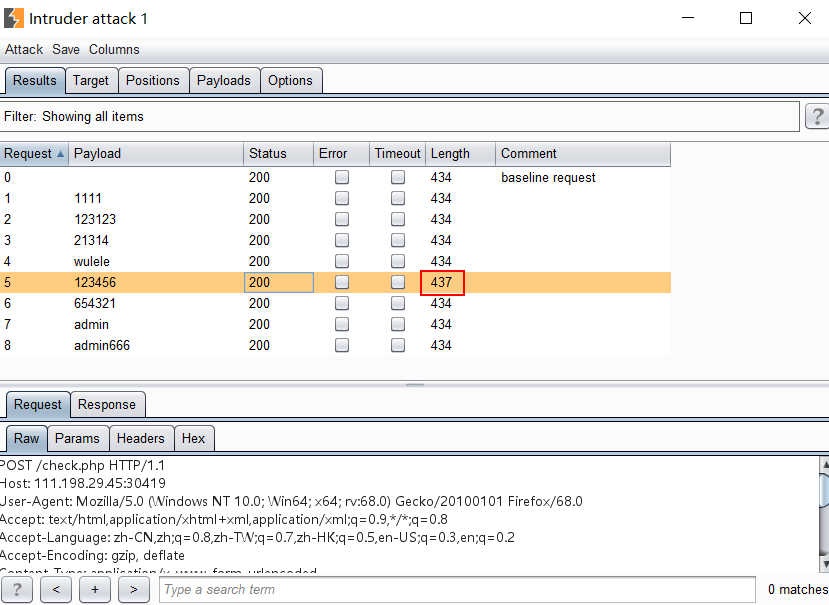 Intruder attack 1
Attack Save Columns
Results Target Positions Payloads Options
Filter: Showing all items ?
Request Payload Status Error Timeout Length Comment
0 200 434 baseline request
1 1111 200 434
2 123123 200 434
3 21314 200 434
4 wulele 200 434
5 123456 200 437
6 654321 200 434
7 admin 200 434
8 admin666 200 434
Request Response
Raw Params Headers Hex
POST /check.php HTTP/1.1
Host: 111.198.29.45:30419
User-Agent: Mozilla/5.0 (Windows NT 10.0; Win64; x64; rv:68.0) Gecko/20100101 Firefox/68.0
Accept: text/html,application/xhtml+xml,application/xml;q=0.9,*/*;q=0.8
Accept-Language: zh-CN,zh;q=0.8,zh-TW;q=0.7,zh-HK;q=0.5,en-US;q=0.3,en;q=0.2
Accept-Encoding: gzip, deflate
Content-Type: application/x-www-form-urlencoded
? < + > Type a search term 0 matches